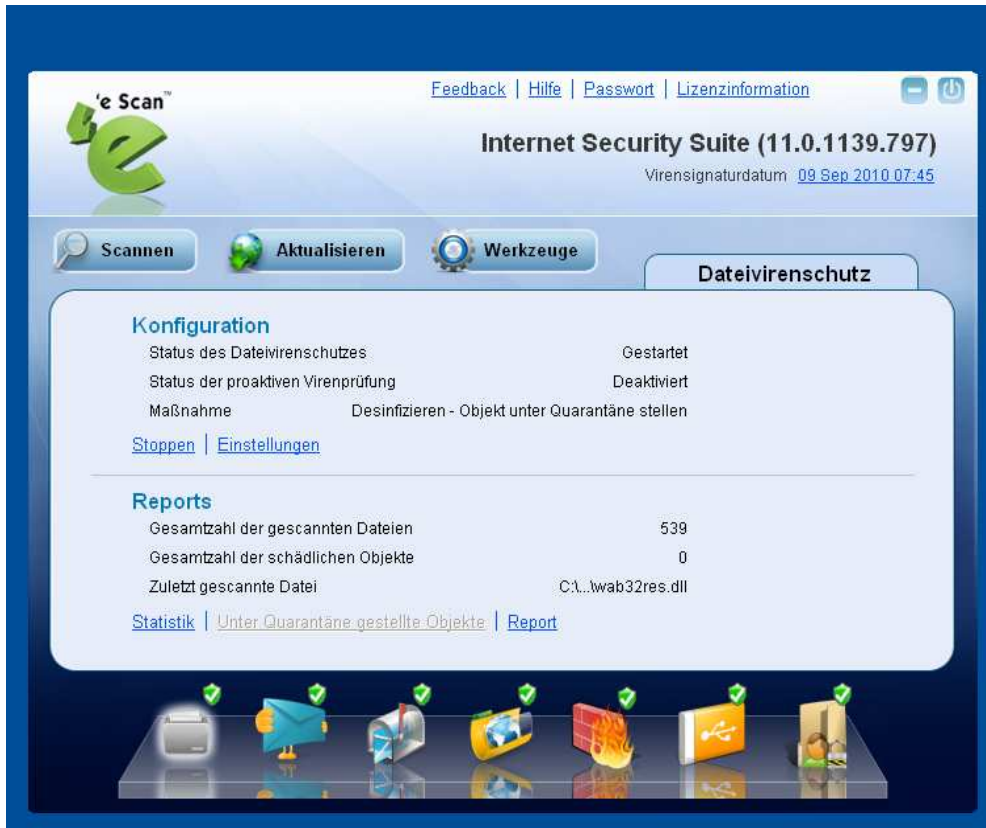 'e Scan™
Feedback | Hilfe | Passwort | Lizenzinformation
Internet Security Suite (11.0.1139.797)
Virensignaturdatum 09 Sep 2010 07:45
Scannen
Aktualisieren
Werkzeuge
Dateivirenschutz
Konfiguration
Status des Dateivirenschutzes Gestartet
Status der proaktiven Virenprüfung Deaktiviert
Maßnahme Desinfizieren - Objekt unter Quarantäne stellen
Stoppen | Einstellungen
Reports
Gesamtzahl der gescannten Dateien 539
Gesamtzahl der schädlichen Objekte 0
Zuletzt gescannte Datei C:\...\wab32res.dll
Statistik | Unter Quarantäne gestellte Objekte | Report